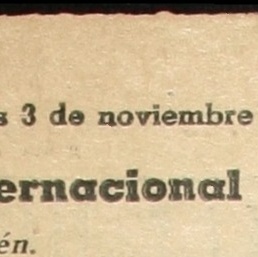 s 3 de noviembre
ernacional
én.